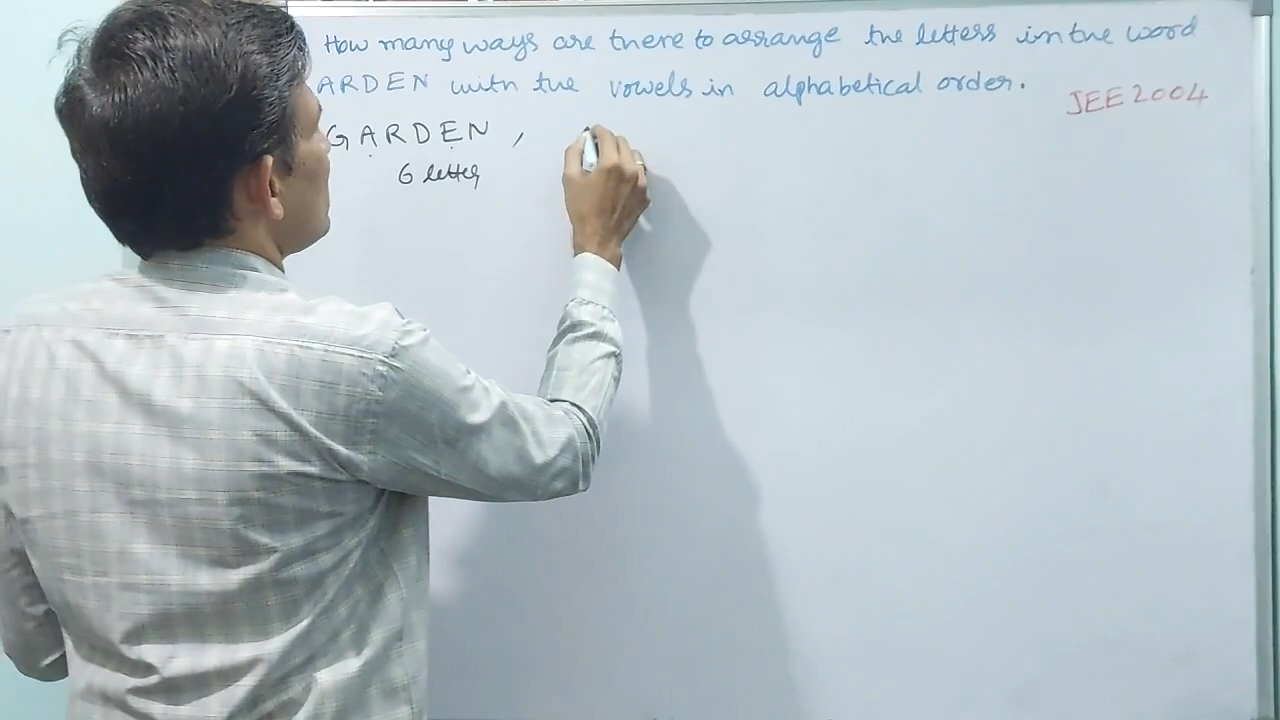 How many ways are there to arrange the letters in the word
ARDEN with the vowels in alphabetical order.
JEE 2004
GARDEN ,
6 letters